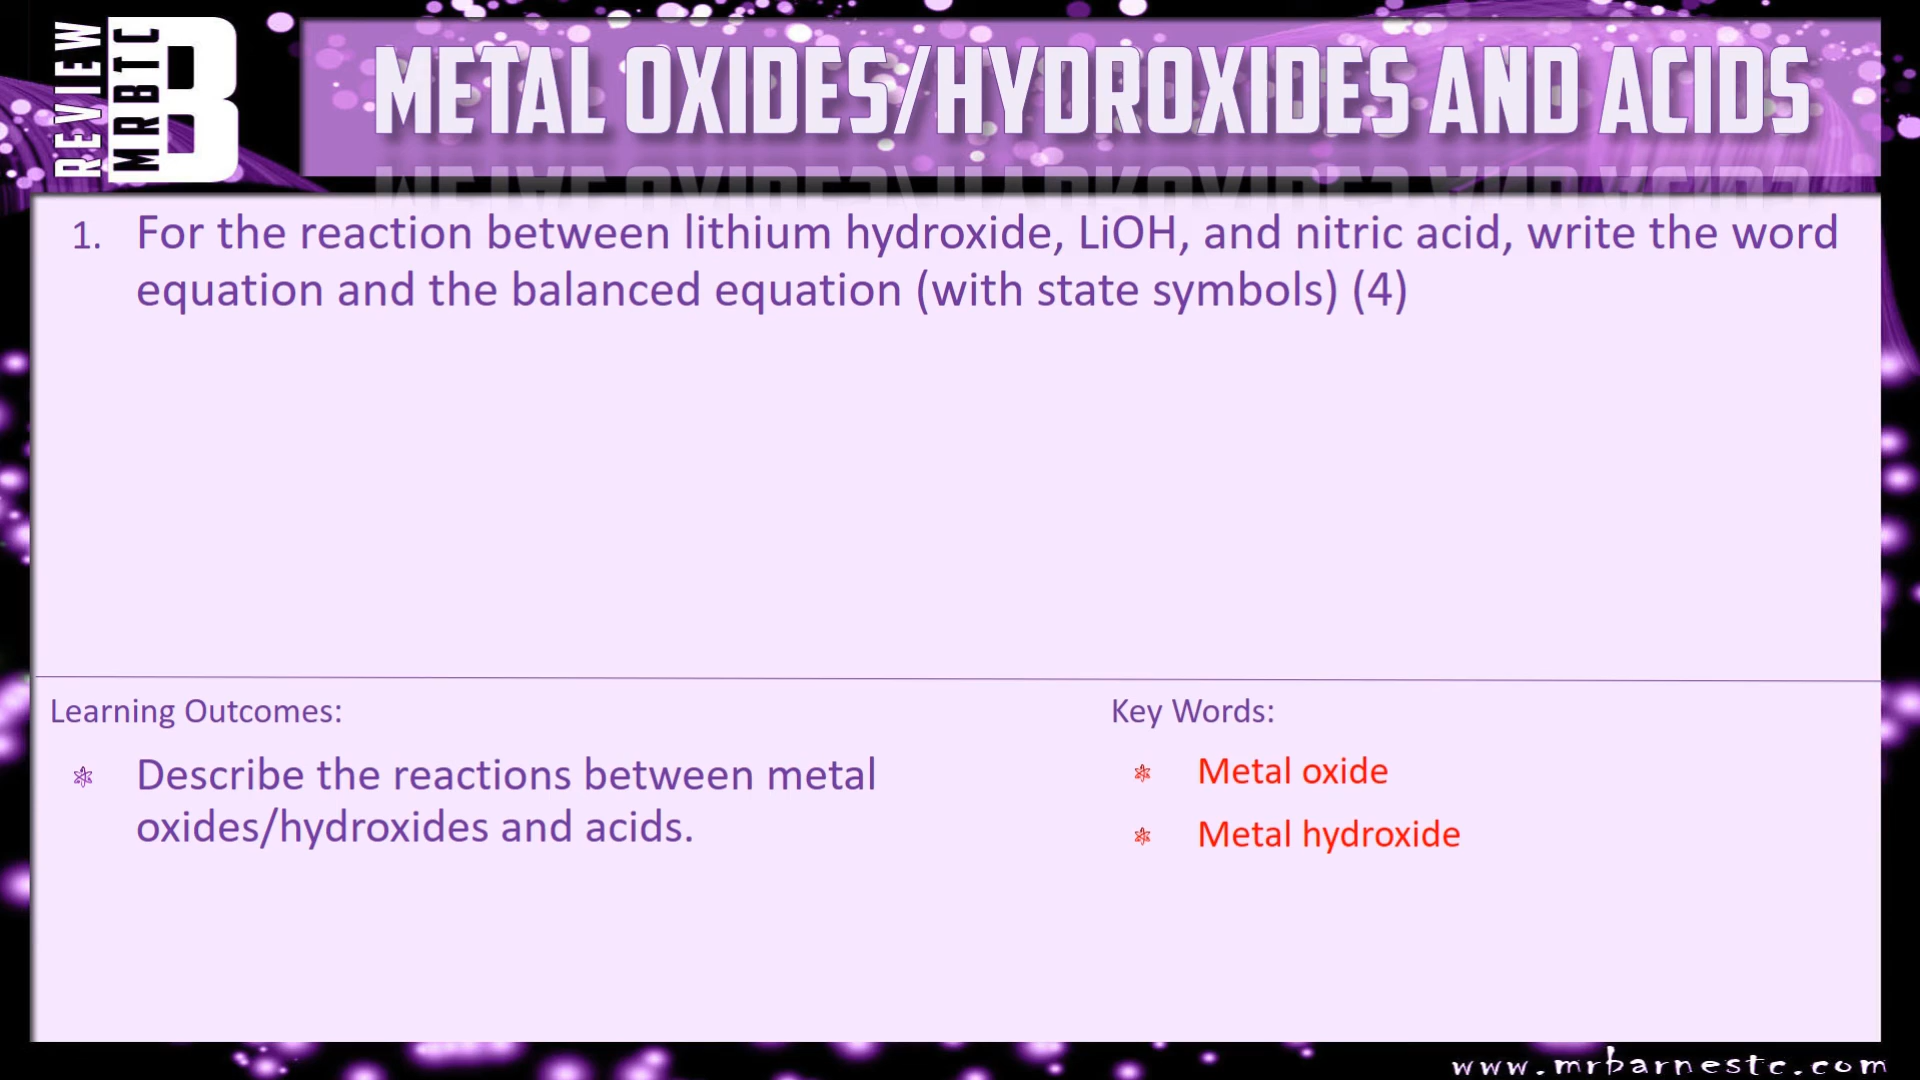 REVIEW
MRBTC
B
METAL OXIDES/HYDROXIDES AND ACIDS
1. For the reaction between lithium hydroxide, LiOH, and nitric acid, write the word
equation and the balanced equation (with state symbols) (4)
Learning Outcomes:
Describe the reactions between metal
oxides/hydroxides and acids.
Key Words:
Metal oxide
Metal hydroxide
www.mrbarnestc.com